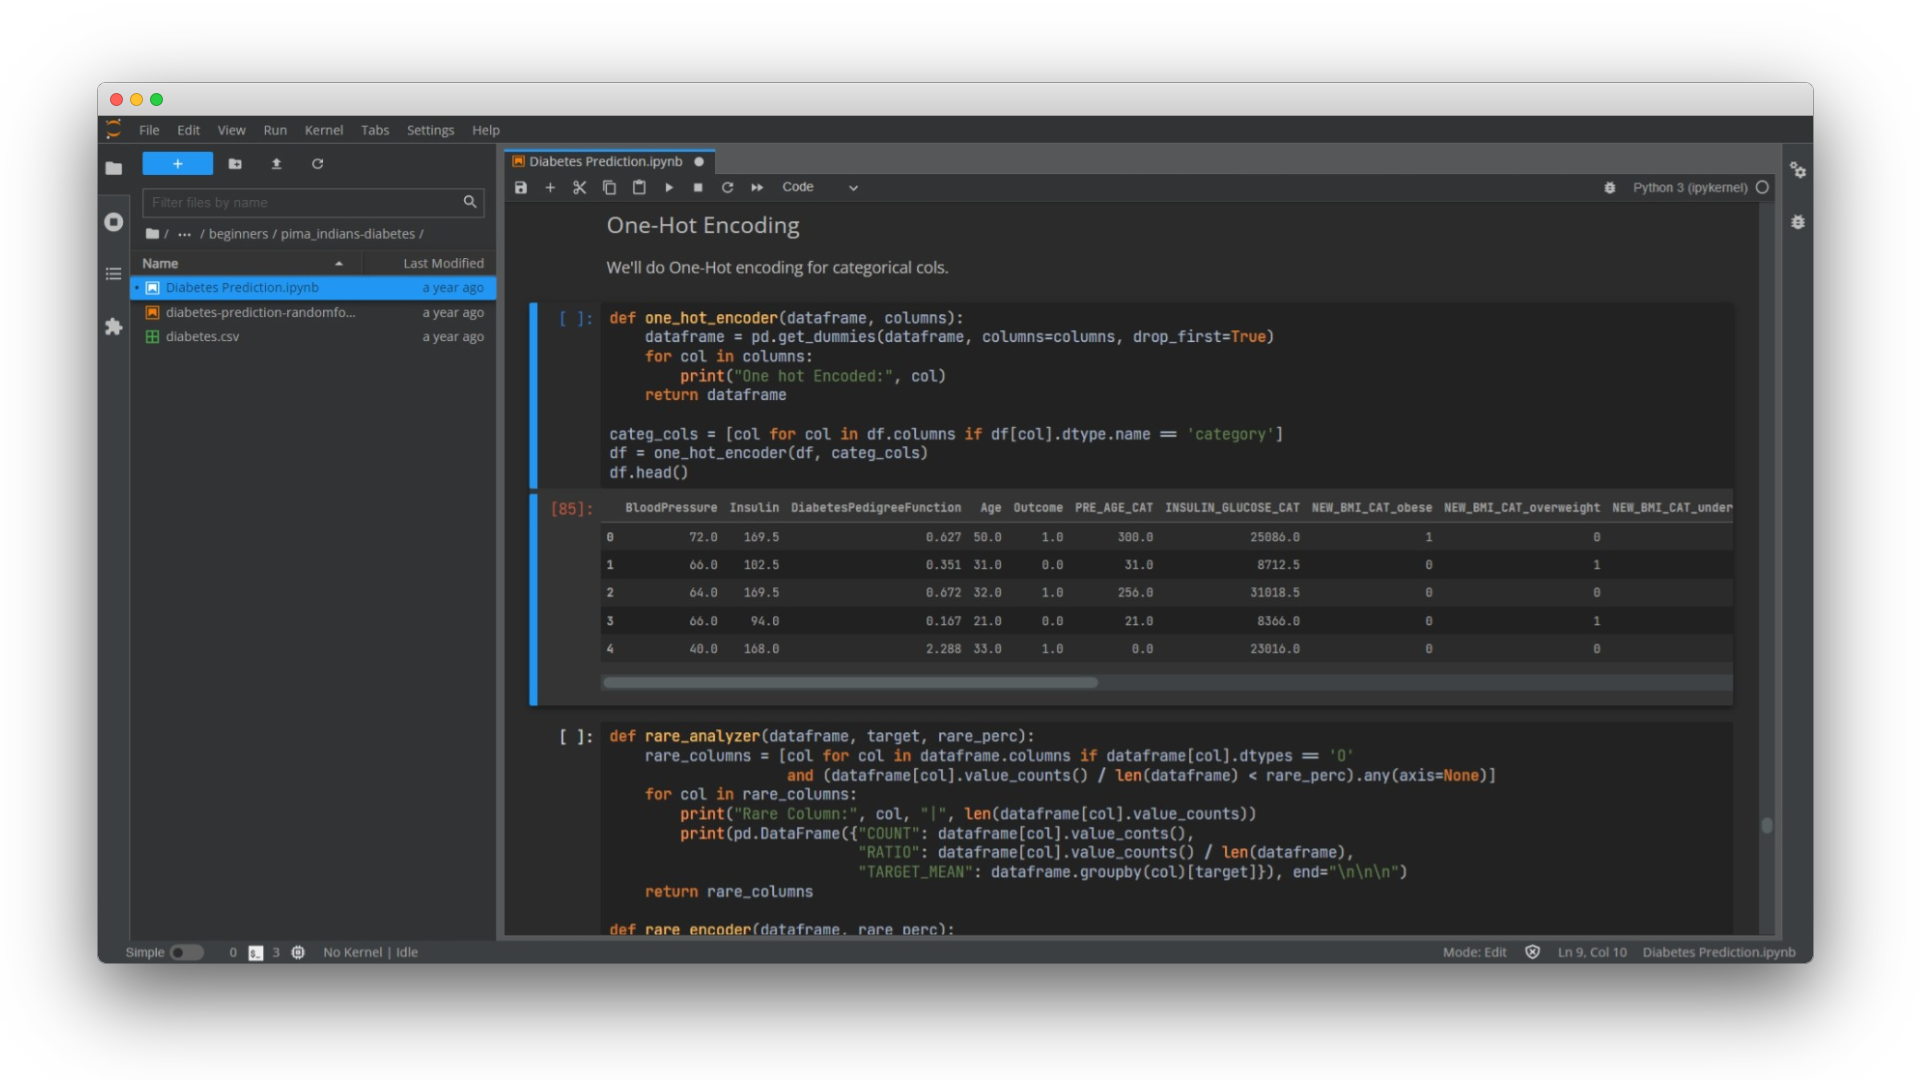 File Edit View Run Kernel Tabs Settings Help
+
Filter files by name
/ ··· / beginners / pima_indians-diabetes /
Name Last Modified
Diabetes Prediction.ipynb a year ago
diabetes-prediction-randomfo... a year ago
diabetes.csv a year ago
Diabetes Prediction.ipynb
Code
Python 3 (ipykernel)
One-Hot Encoding
We'll do One-Hot encoding for categorical cols.
[ ]: def one_hot_encoder(dataframe, columns):
dataframe = pd.get_dummies(dataframe, columns=columns, drop_first=True)
for col in columns:
print("One hot Encoded:", col)
return dataframe
categ_cols = [col for col in df.columns if df[col].dtype.name == 'category']
df = one_hot_encoder(df, categ_cols)
df.head()
[85]: BloodPressure Insulin DiabetesPedigreeFunction Age Outcome PRE_AGE_CAT INSULIN_GLUCOSE_CAT NEW_BMI_CAT_obese NEW_BMI_CAT_overweight NEW_BMI_CAT_under
0 72.0 169.5 0.627 50.0 1.0 300.0 25086.0 1 0
1 66.0 102.5 0.351 31.0 0.0 31.0 8712.5 0 1
2 64.0 169.5 0.672 32.0 1.0 256.0 31018.5 0 0
3 66.0 94.0 0.167 21.0 0.0 21.0 8366.0 0 1
4 40.0 168.0 2.288 33.0 1.0 0.0 23016.0 0 0
[ ]: def rare_analyzer(dataframe, target, rare_perc):
rare_columns = [col for col in dataframe.columns if dataframe[col].dtypes == 'O'
and (dataframe[col].value_counts() / len(dataframe) < rare_perc).any(axis=None)]
for col in rare_columns:
print("Rare Column:", col, "|", len(dataframe[col].value_counts))
print(pd.DataFrame({"COUNT": dataframe[col].value_conts(),
"RATIO": dataframe[col].value_counts() / len(dataframe),
"TARGET_MEAN": dataframe.groupby(col)[target]}), end="\n\n\n")
return rare_columns
def rare_encoder(dataframe, rare_perc):
Simple 0 $_ 3 No Kernel | Idle
Mode: Edit Ln 9, Col 10 Diabetes Prediction.ipynb